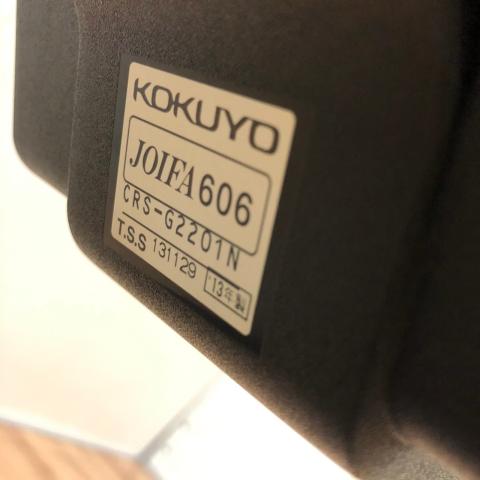 KOKUYO
JOIFA606
CRS-G2201N
T.S.S 131129 '13年製